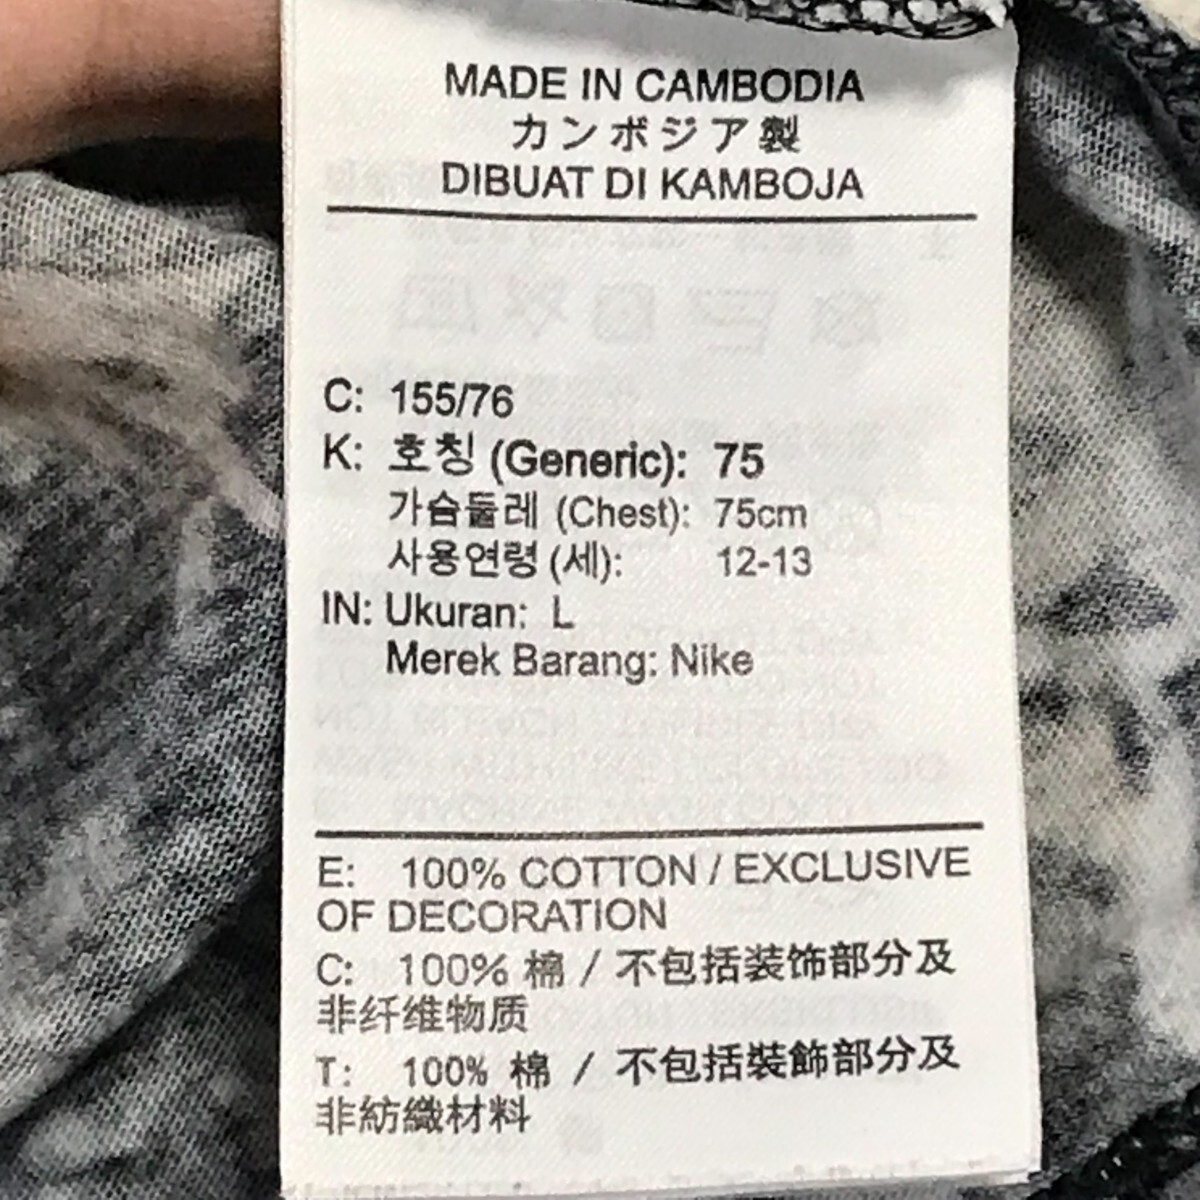 MADE IN CAMBODIA
カンボジア製
DIBUAT DI KAMBOJA
C: 155/76
K: 호칭 (Generic): 75
가슴둘레 (Chest): 75cm
사용연령 (세): 12-13
IN: Ukuran: L
Merek Barang: Nike
E: 100% COTTON / EXCLUSIVE
OF DECORATION
C: 100% 棉 / 不包括装饰部分及
非纤维物质
T: 100% 棉 / 不包括裝飾部分及
非紡織材料